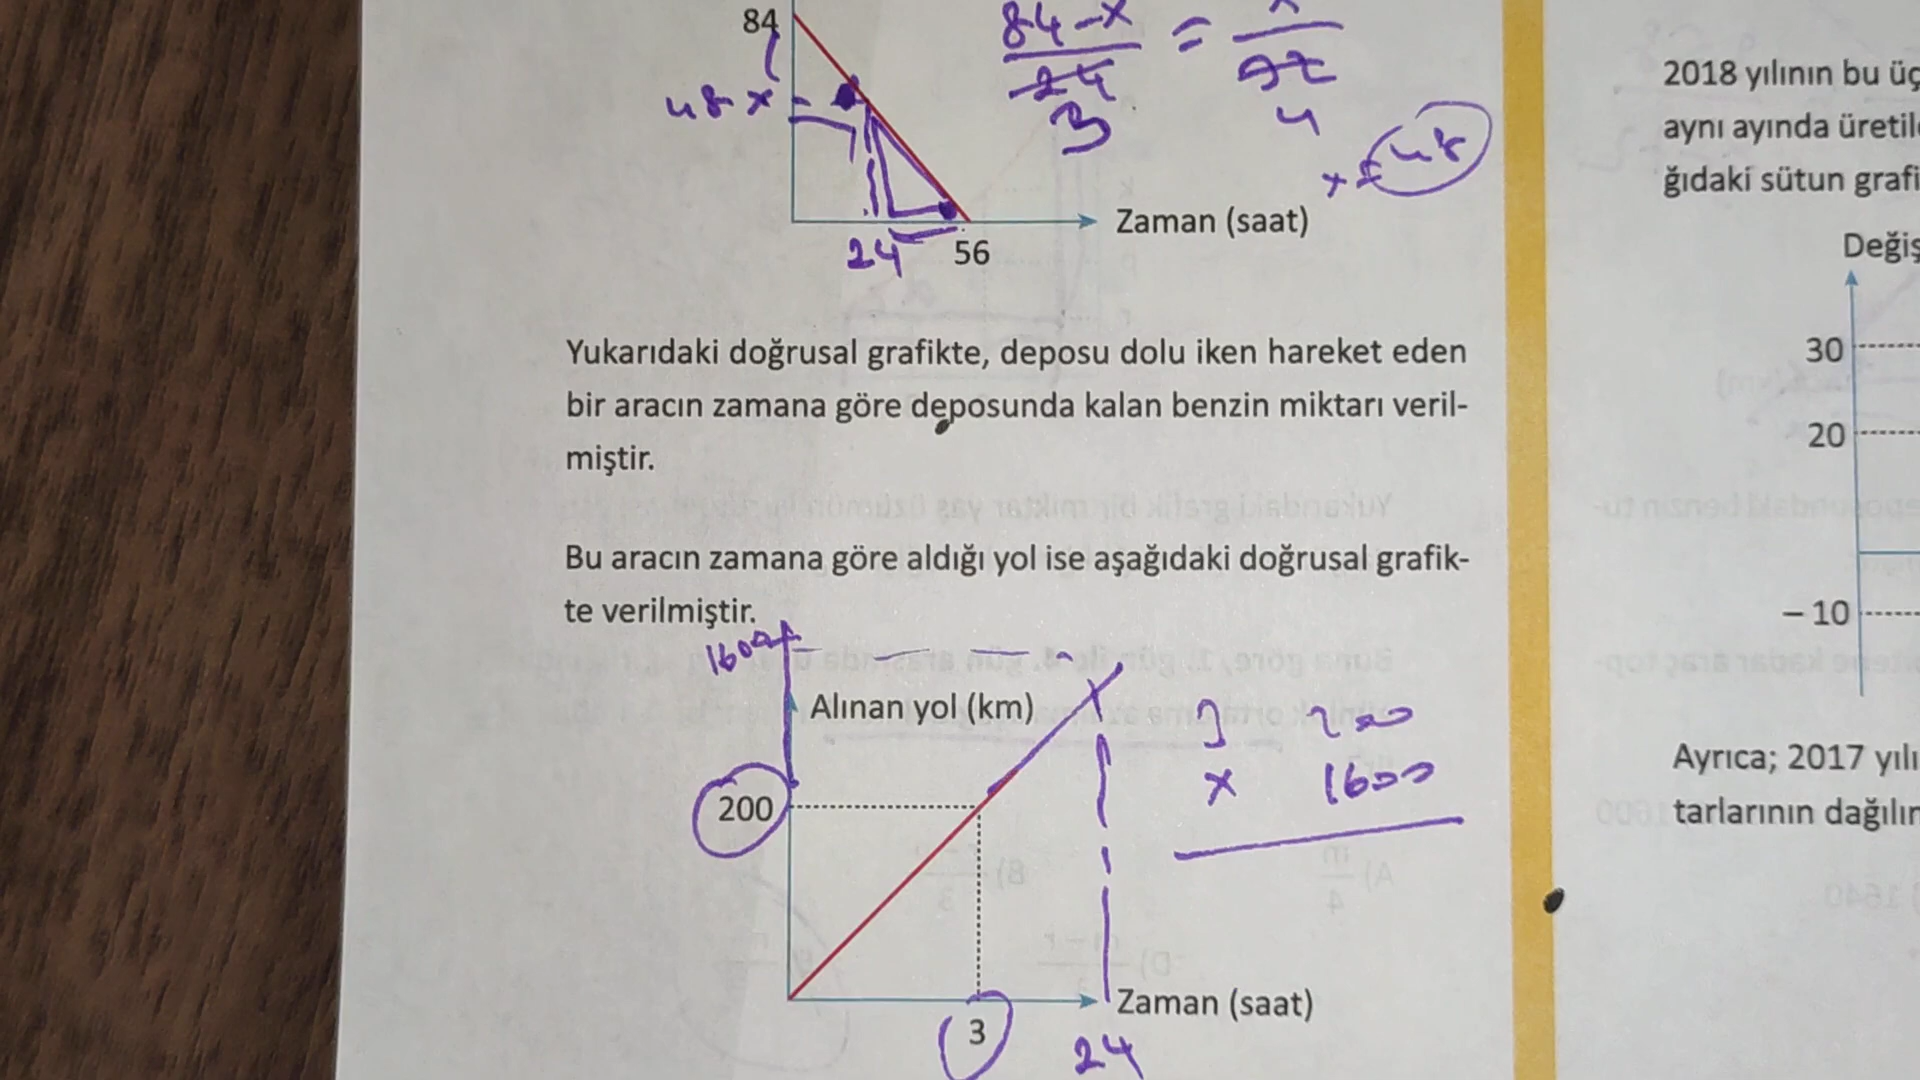 84
84-x = x
24 32
3 4
48 x
x = 48
Zaman (saat)
24 56
Yukarıdaki doğrusal grafikte, deposu dolu iken hareket eden
bir aracın zamana göre deposunda kalan benzin miktarı veril-
miştir.
Bu aracın zamana göre aldığı yol ise aşağıdaki doğrusal grafik-
te verilmiştir.
1600
Alınan yol (km)
3 200
x 1600
200
Zaman (saat)
3
24
2018 yılının bu üç
aynı ayında üretil
ğıdaki sütun grafi
Değiş
30
20
– 10
Ayrıca; 2017 yılı
tarlarının dağılı